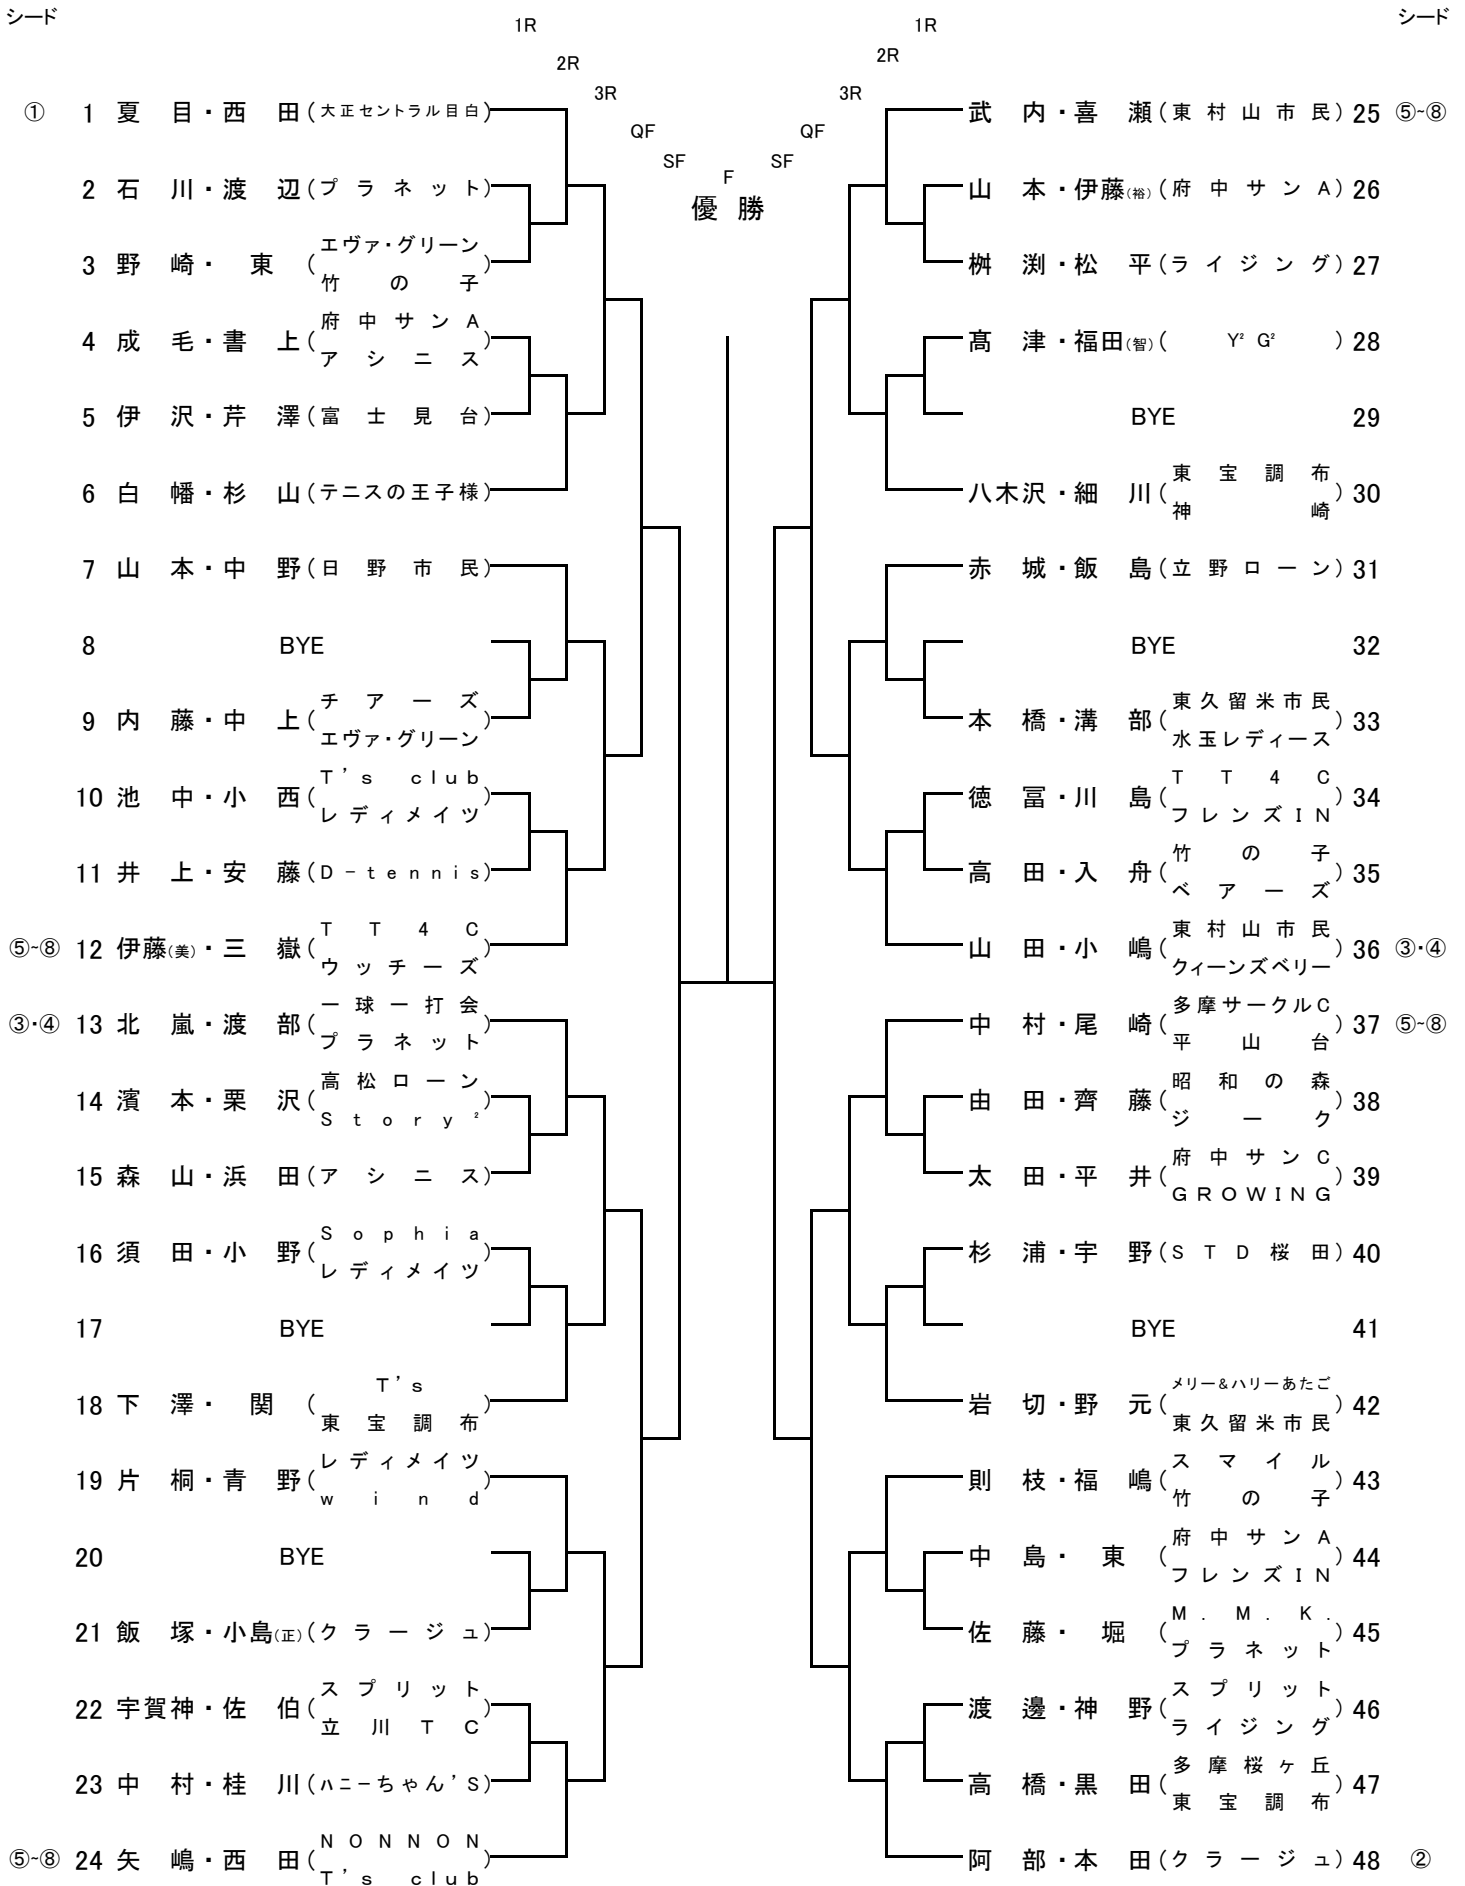 シード シード
1R 1R
2R 2R
3R 3R
QF QF
SF SF
F
優 勝
① 1 夏 目・西 田(大正セントラル目白)
2 石 川・渡 辺(プ ラ ネ ッ ト)
3 野 崎・ 東 (エヴァ・グリーン
竹 の 子)
4 成 毛・書 上(府 中 サ ン A
ア シ ニ ス)
5 伊 沢・芹 澤(富 士 見 台)
6 白 幡・杉 山(テニスの王子様)
7 山 本・中 野(日 野 市 民)
8 BYE
9 内 藤・中 上(チ ア ー ズ
エヴァ・グリーン)
10 池 中・小 西(T's club
レディメイツ)
11 井 上・安 藤(D-tennis)
⑤~⑧ 12 伊藤(美)・三 嶽(T T 4 C
ウ ッ チ ー ズ)
③・④ 13 北 嵐・渡 部(一 球 一 打 会
プ ラ ネ ッ ト)
14 濱 本・栗 沢(高 松 ロ ー ン
S t o r y ²)
15 森 山・浜 田(ア シ ニ ス)
16 須 田・小 野(S o p h i a
レディメイツ)
17 BYE
18 下 澤・ 関 (T's
東 宝 調 布)
19 片 桐・青 野(レディメイツ
w i n d)
20 BYE
21 飯 塚・小島(正)(ク ラ ー ジ ュ)
22 宇賀神・佐 伯(ス プ リ ッ ト
立 川 T C)
23 中 村・桂 川(ハニーちゃん'S)
⑤~⑧ 24 矢 嶋・西 田(N O N N O N
T's club)
武 内・喜 瀬(東 村 山 市 民) 25 ⑤~⑧
山 本・伊藤(裕)(府 中 サ ン A) 26
桝 渕・松 平(ラ イ ジ ン グ) 27
髙 津・福田(智)( Y² G² ) 28
BYE 29
八木沢・細 川(東 宝 調 布
神 崎) 30
赤 城・飯 島(立 野 ロ ー ン) 31
BYE 32
本 橋・溝 部(東久留米市民
水玉レディース) 33
徳 冨・川 島(T T 4 C
フ レ ン ズ I N) 34
高 田・入 舟(竹 の 子
ベ ア ー ズ) 35
山 田・小 嶋(東 村 山 市 民
クィーンズベリー) 36 ③・④
中 村・尾 崎(多摩サークルC
平 山 台) 37 ⑤~⑧
由 田・齊 藤(昭 和 の 森
ジ ー ク) 38
太 田・平 井(府 中 サ ン C
G R O W I N G) 39
杉 浦・宇 野(S T D 桜 田) 40
BYE 41
岩 切・野 元(メリー&ハリーあたご
東久留米市民) 42
則 枝・福 嶋(ス マ イ ル
竹 の 子) 43
中 島・ 東 (府 中 サ ン A
フ レ ン ズ I N) 44
佐 藤・ 堀 (M . M . K .
プ ラ ネ ッ ト) 45
渡 邊・神 野(ス プ リ ッ ト
ラ イ ジ ン グ) 46
高 橋・黒 田(多 摩 桜 ヶ 丘
東 宝 調 布) 47
阿 部・本 田(ク ラ ー ジ ュ) 48 ②